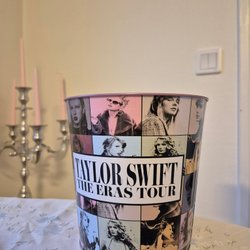 TAYLOR SWIFT
THE ERAS TOUR